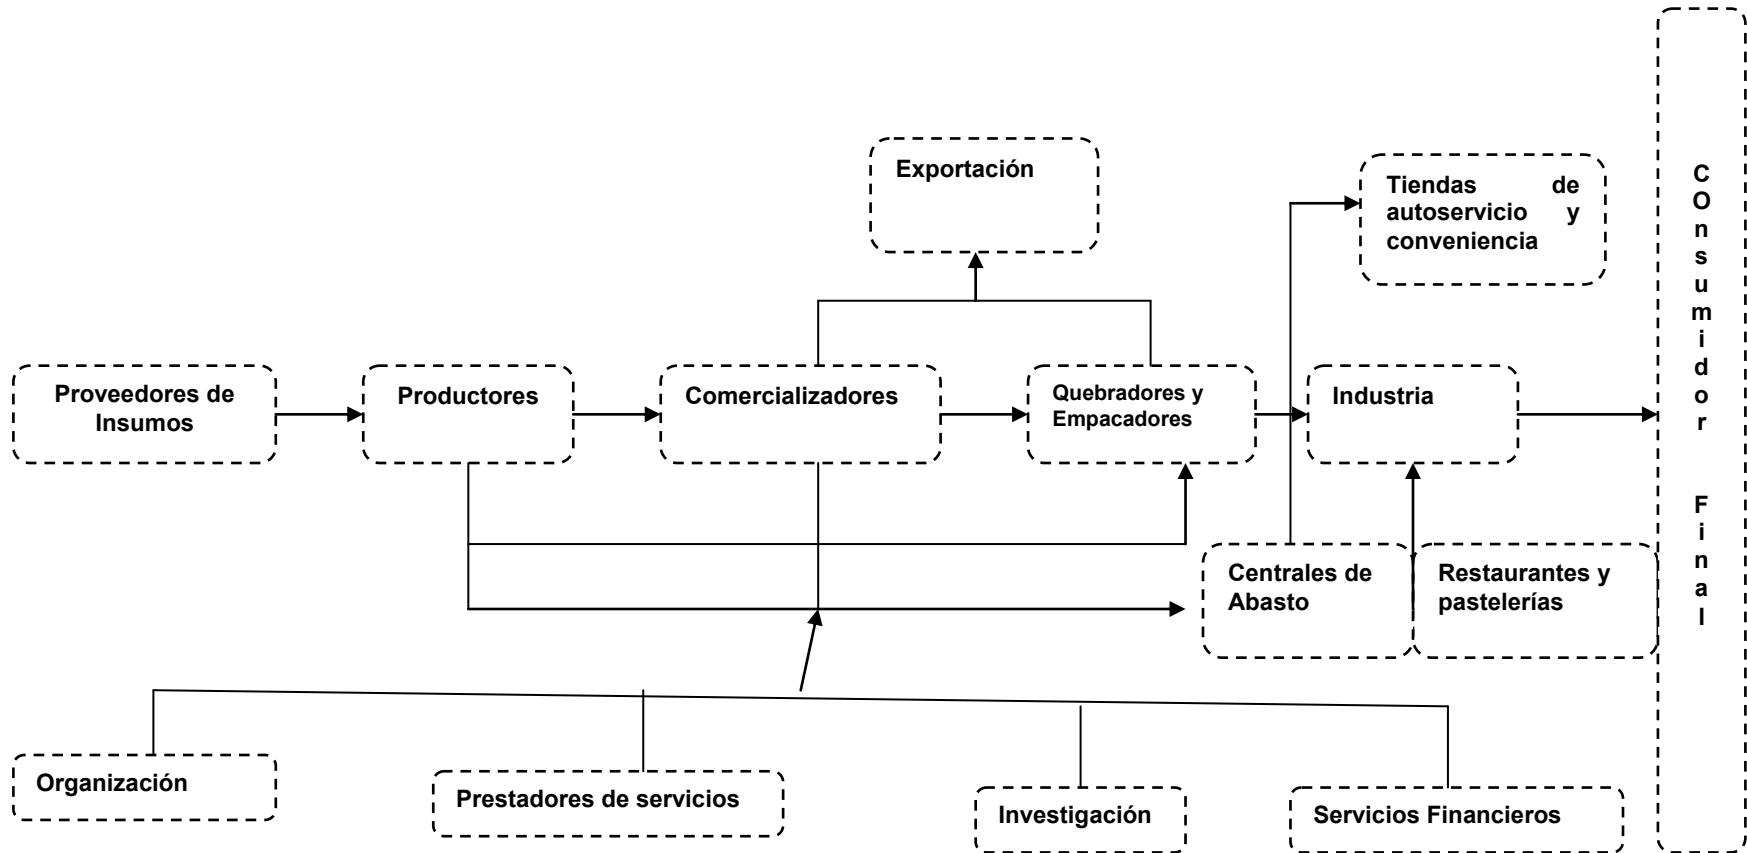 Exportación
Tiendas de
autoservicio y
conveniencia
Proveedores de
Insumos
Productores
Comercializadores
Quebradores y
Empacadores
Industria
Centrales de
Abasto
Restaurantes y
pastelerías
Organización
Prestadores de servicios
Investigación
Servicios Financieros
COnsumidor Final